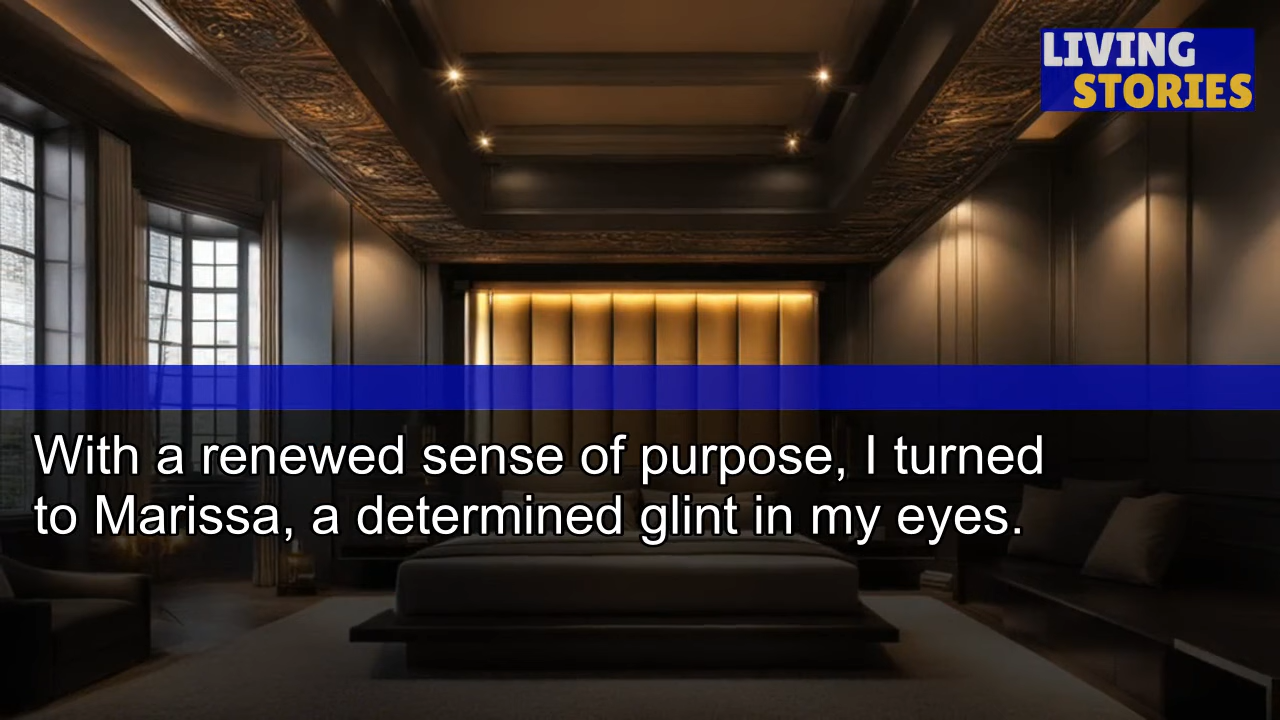 LIVING
STORIES
With a renewed sense of purpose, I turned
to Marissa, a determined glint in my eyes.